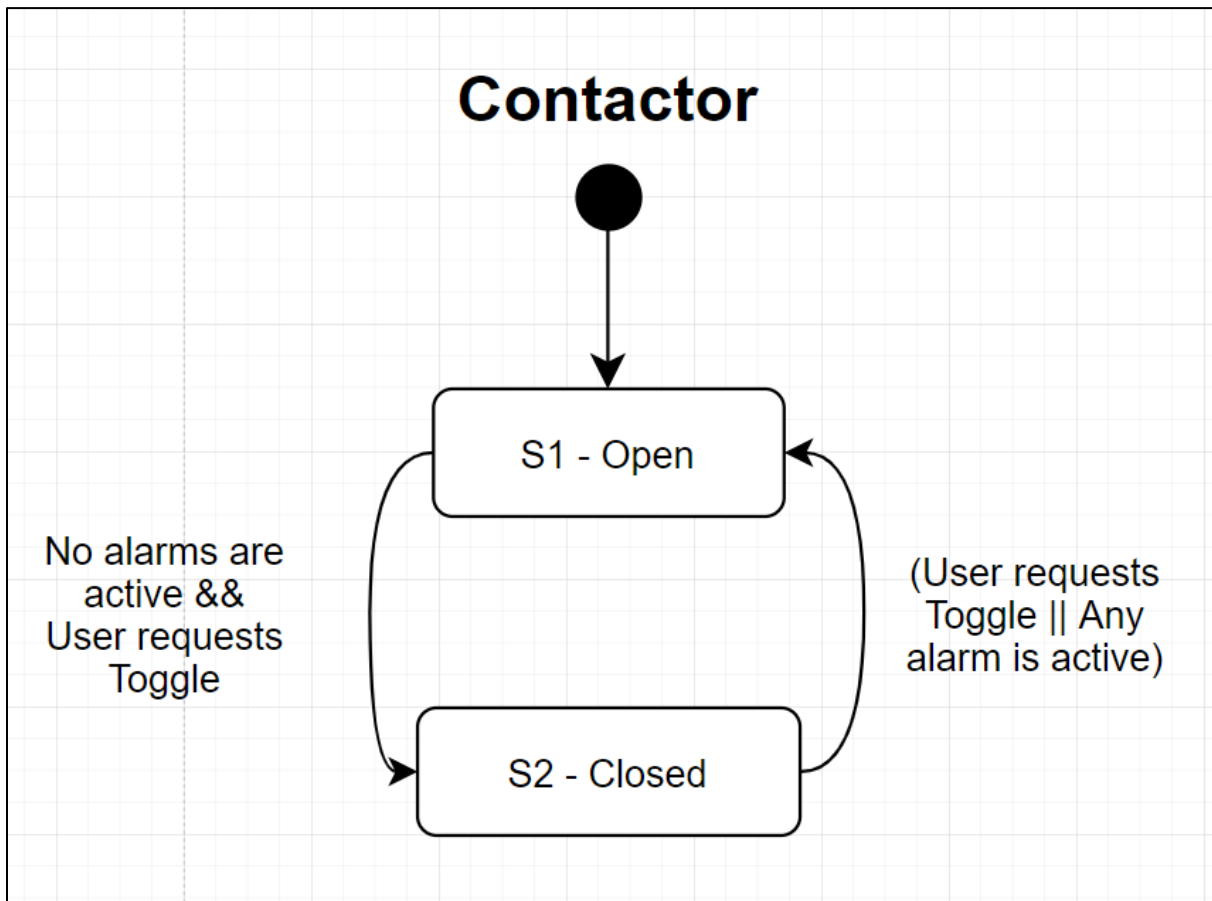 Contactor
S1 - Open
No alarms are
active &&
User requests
Toggle
(User requests
Toggle || Any
alarm is active)
S2 - Closed